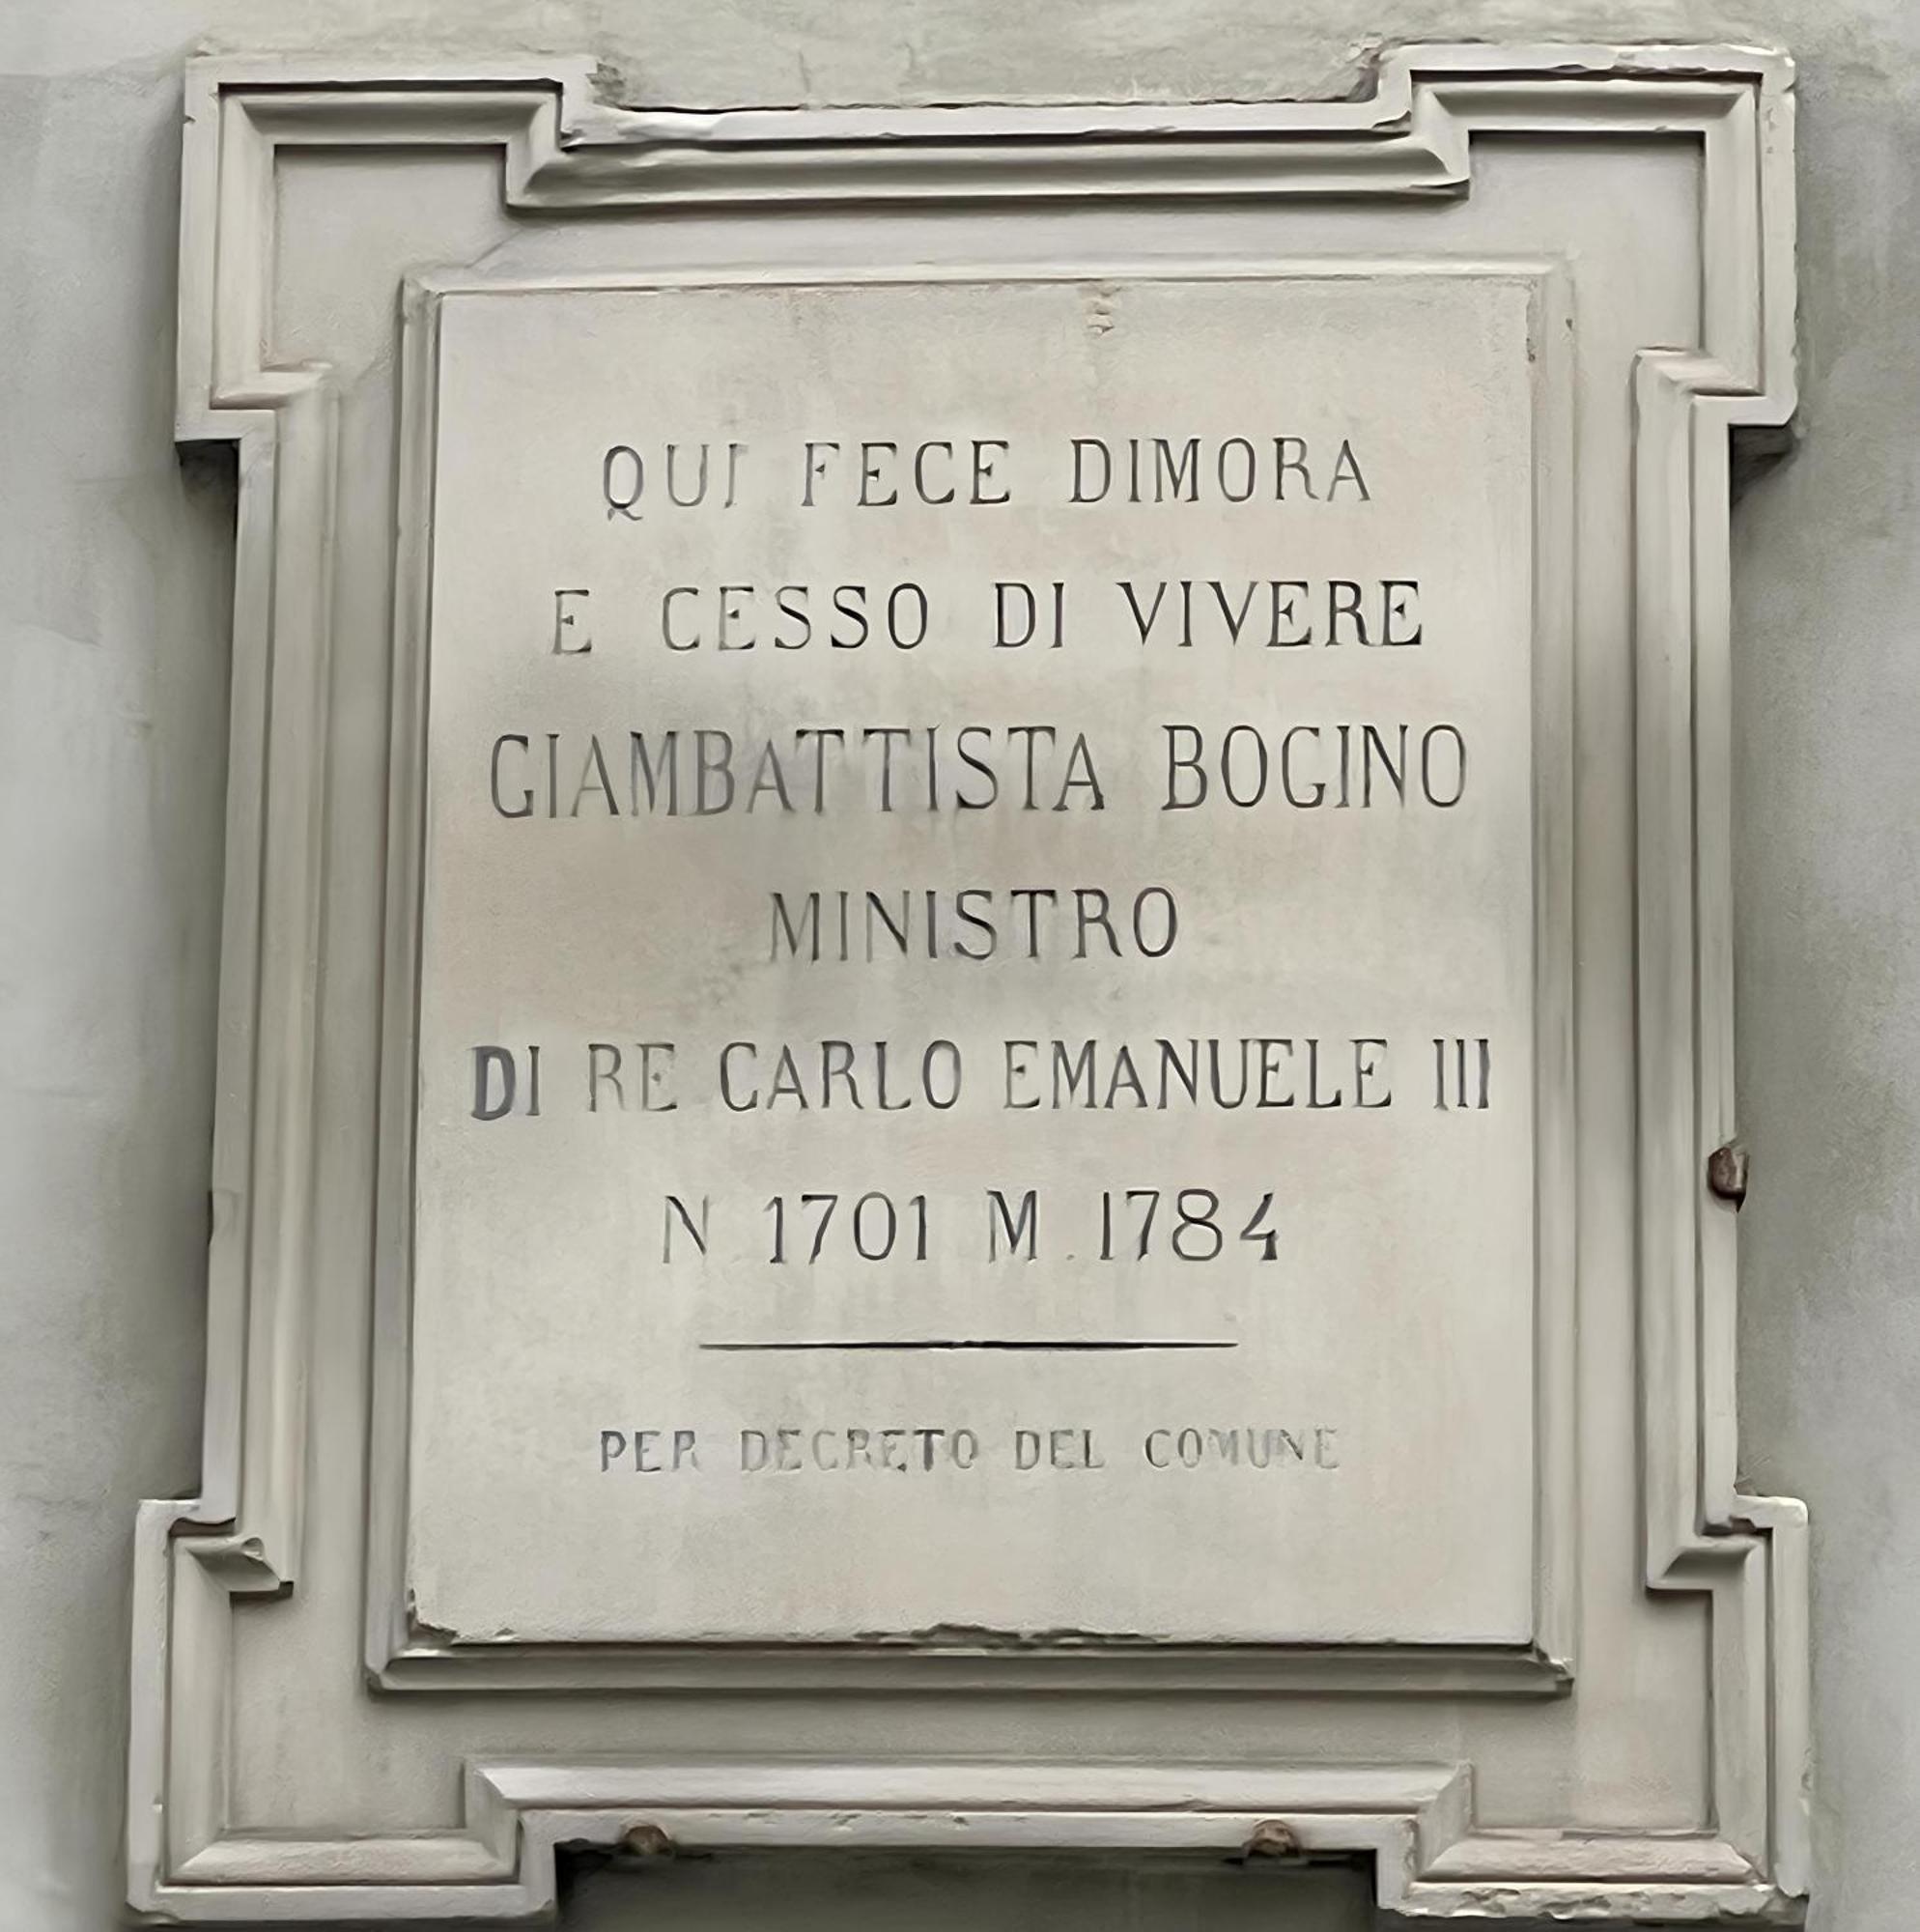 QUI FECE DIMORA
E CESSO DI VIVERE
GIAMBATTISTA BOGINO
MINISTRO
DI RE CARLO EMANUELE III
N. 1701 M. 1784
PER DECRETO DEL COMUNE